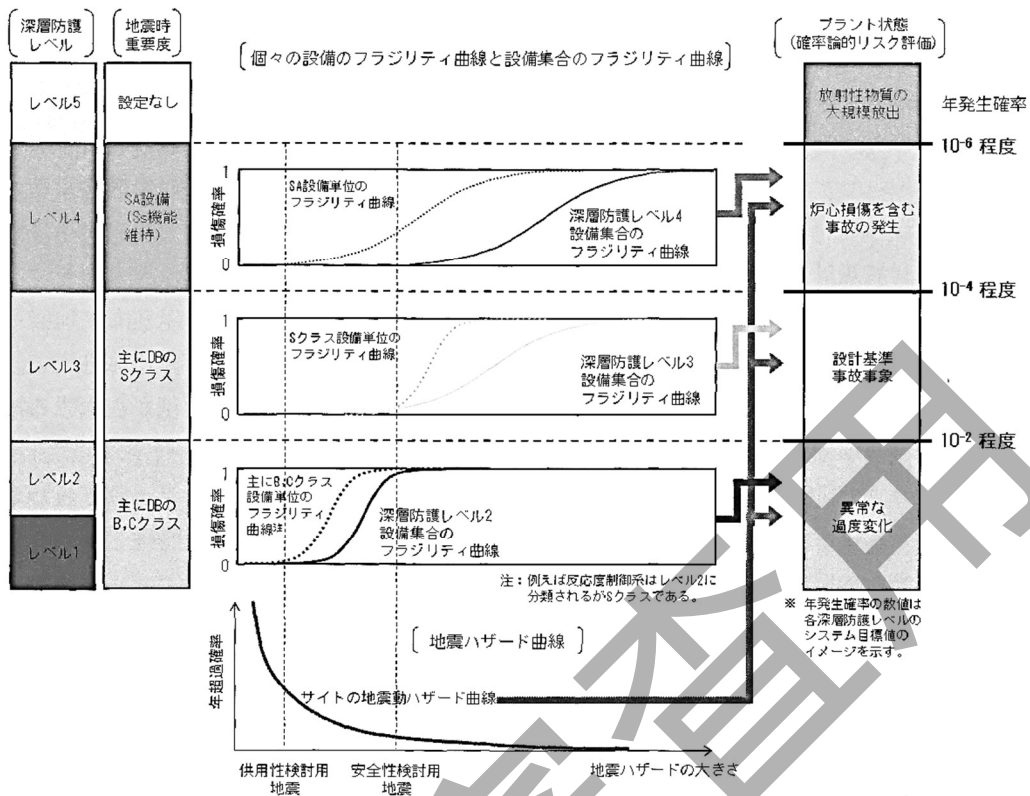 深層防護
レベル
地震時
重要度
個々の設備のフラジリティ曲線と設備集合のフラジリティ曲線
プラント状態
(確率論的リスク評価)
レベル5
設定なし
放射性物質の
大規模放出
年発生確率
10-6 程度
レベル4
SA設備
(Ss機能
維持)
損傷確率
1
0
SA設備単位の
フラジリティ曲線
深層防護レベル4
設備集合の
フラジリティ曲線
炉心損傷を含む
事故の発生
10-4 程度
レベル3
主にDBの
Sクラス
損傷確率
1
0
Sクラス設備単位の
フラジリティ曲線
深層防護レベル3
設備集合の
フラジリティ曲線
設計基準
事故事象
10-2 程度
レベル2
レベル1
主にDBの
B,Cクラス
損傷確率
1
0
主にB,Cクラス
設備単位の
フラジリティ
曲線注
深層防護レベル2
設備集合の
フラジリティ曲線
異常な
過度変化
注：例えば反応度制御系はレベル2に
分類されるがSクラスである。
※ 年発生確率の数値は
各深層防護レベルの
システム目標値の
イメージを示す。
地震ハザード曲線
年超過確率
サイトの地震動ハザード曲線
供用性検討用
地震
安全性検討用
地震
地震ハザードの大きさ
査用